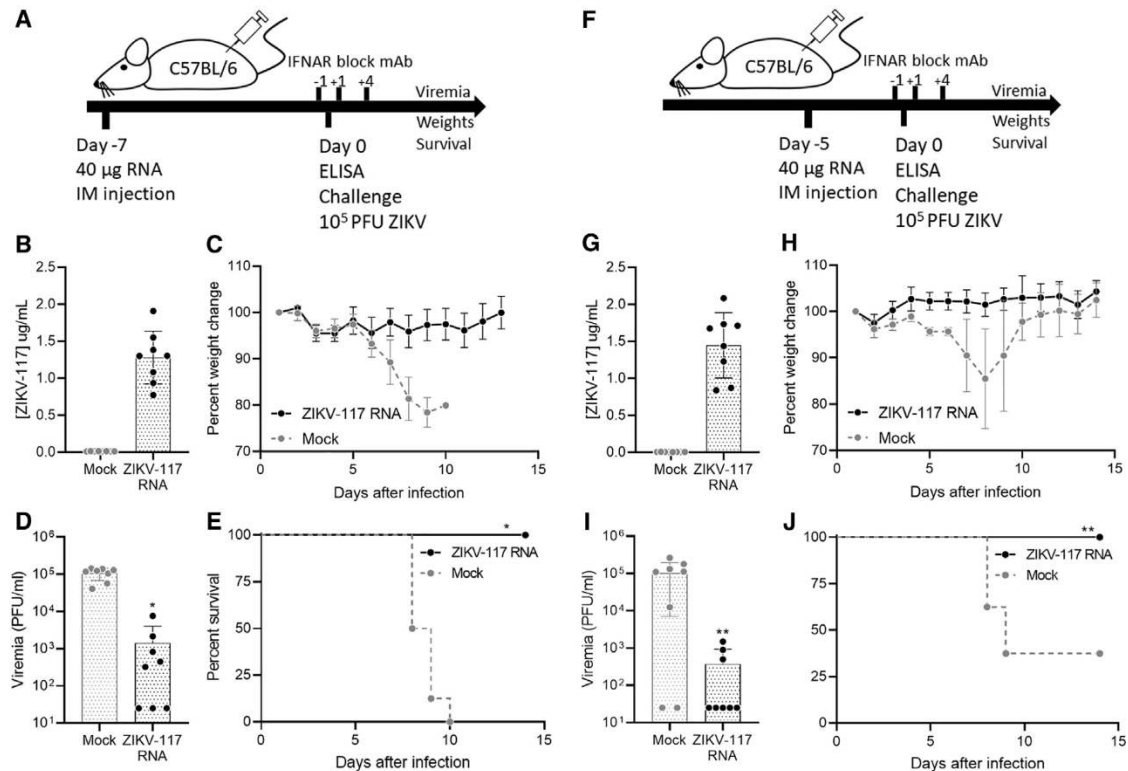 A
C57BL/6
IFNAR block mAb
-1 +1 +4
Viremia
Weights
Survival
Day -7
40 µg RNA
IM injection
Day 0
ELISA
Challenge
10⁵ PFU ZIKV
F
C57BL/6
IFNAR block mAb
-1 +1 +4
Viremia
Weights
Survival
Day -5
40 µg RNA
IM injection
Day 0
ELISA
Challenge
10⁵ PFU ZIKV
B
[ZIKV-117] ug/mL
2.5
2.0
1.5
1.0
0.5
0.0
Mock ZIKV-117
RNA
C
Percent weight change
110
100
90
80
70
ZIKV-117 RNA
Mock
0 5 10 15
Days after infection
G
[ZIKV-117] ug/mL
2.5
2.0
1.5
1.0
0.5
0.0
Mock ZIKV-117
RNA
H
Percent weight change
110
100
90
80
70
ZIKV-117 RNA
Mock
0 5 10 15
Days after infection
D
Viremia (PFU/ml)
10⁶
10⁵
10⁴
10³
10²
10¹
*
Mock ZIKV-117
RNA
E
Percent survival
100
75
50
25
0
*
ZIKV-117 RNA
Mock
0 5 10 15
Days after infection
I
Viremia (PFU/ml)
10⁶
10⁵
10⁴
10³
10²
10¹
**
Mock ZIKV-117
RNA
J
100
75
50
25
0
**
ZIKV-117 RNA
Mock
0 5 10 15
Days after infection